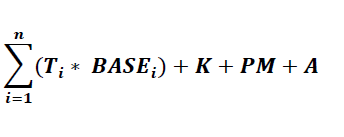 n
∑(Tᵢ * BASEᵢ) + K + PM + A
i=1